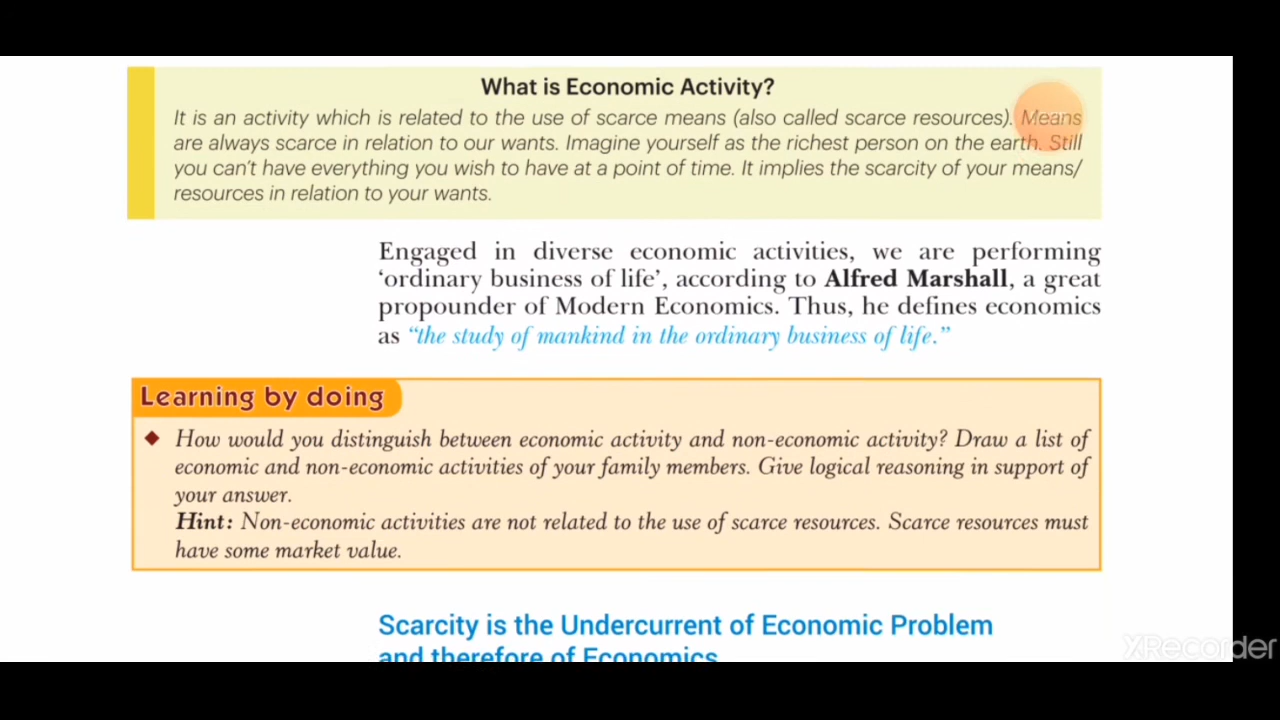 What is Economic Activity?
It is an activity which is related to the use of scarce means (also called scarce resources). Means
are always scarce in relation to our wants. Imagine yourself as the richest person on the earth. Still
you can't have everything you wish to have at a point of time. It implies the scarcity of your means/
resources in relation to your wants.
Engaged in diverse economic activities, we are performing
‘ordinary business of life’, according to Alfred Marshall, a great
propounder of Modern Economics. Thus, he defines economics
as “the study of mankind in the ordinary business of life.”
Learning by doing
◆ How would you distinguish between economic activity and non-economic activity? Draw a list of
economic and non-economic activities of your family members. Give logical reasoning in support of
your answer.
Hint: Non-economic activities are not related to the use of scarce resources. Scarce resources must
have some market value.
Scarcity is the Undercurrent of Economic Problem
and therefore of Economics
XRecorder